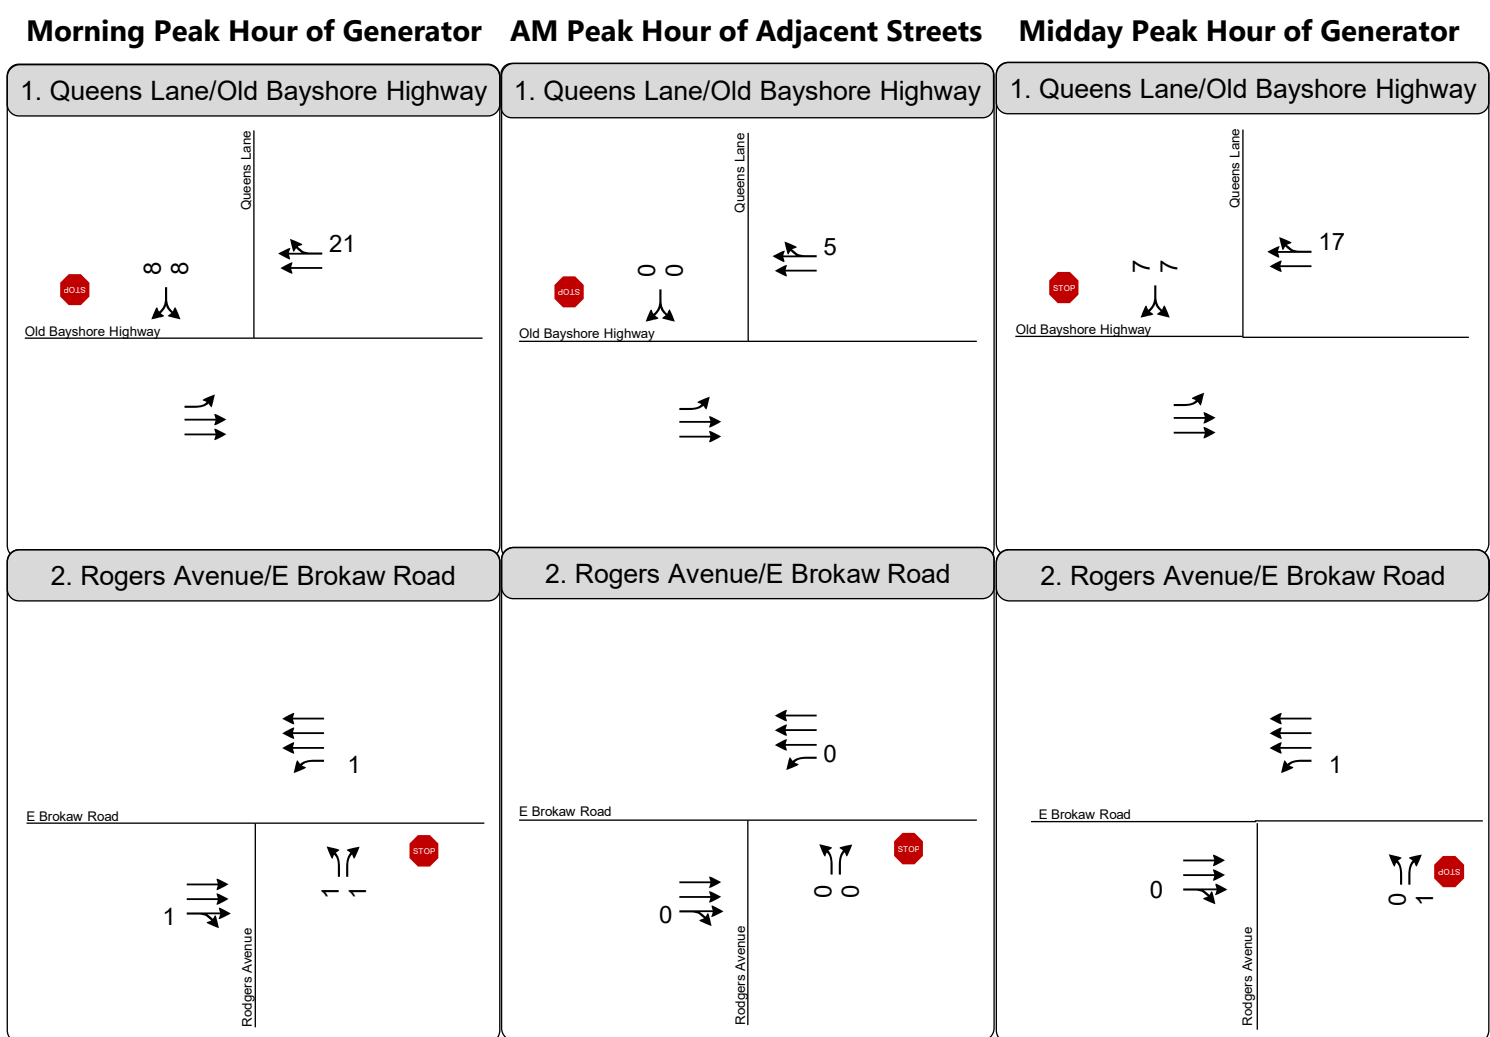 Morning Peak Hour of Generator
AM Peak Hour of Adjacent Streets
Midday Peak Hour of Generator
1. Queens Lane/Old Bayshore Highway
Queens Lane
21
8 8
STOP
Old Bayshore Highway
1. Queens Lane/Old Bayshore Highway
Queens Lane
5
0 0
STOP
Old Bayshore Highway
1. Queens Lane/Old Bayshore Highway
Queens Lane
17
7 7
STOP
Old Bayshore Highway
2. Rogers Avenue/E Brokaw Road
1
E Brokaw Road
STOP
1 1
1
Rodgers Avenue
2. Rogers Avenue/E Brokaw Road
0
E Brokaw Road
STOP
0 0
0
Rodgers Avenue
2. Rogers Avenue/E Brokaw Road
1
E Brokaw Road
STOP
0 1
0
Rodgers Avenue